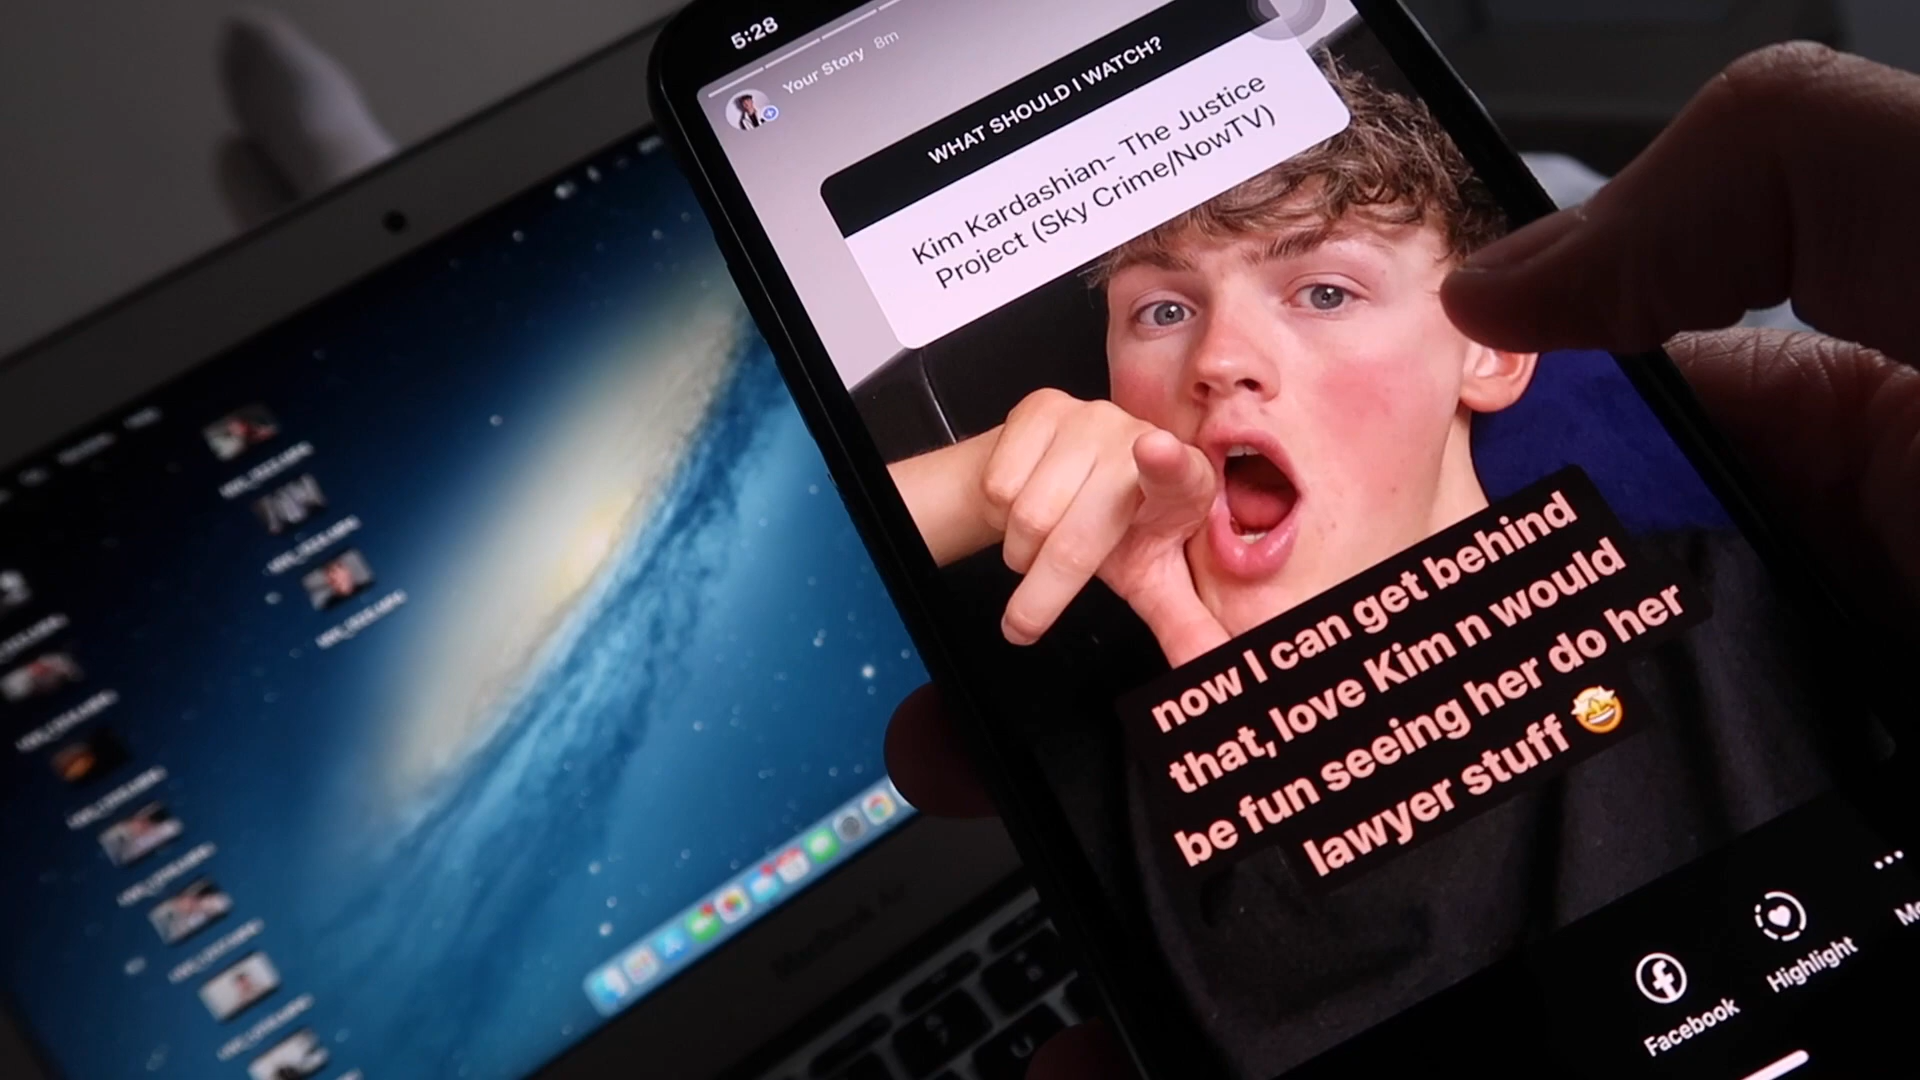 5:28
Your Story 8m
WHAT SHOULD I WATCH?
Kim Kardashian- The Justice
Project (Sky Crime/NowTV)
now I can get behind
that, love Kim n would
be fun seeing her do her
lawyer stuff 🤩
Facebook
Highlight